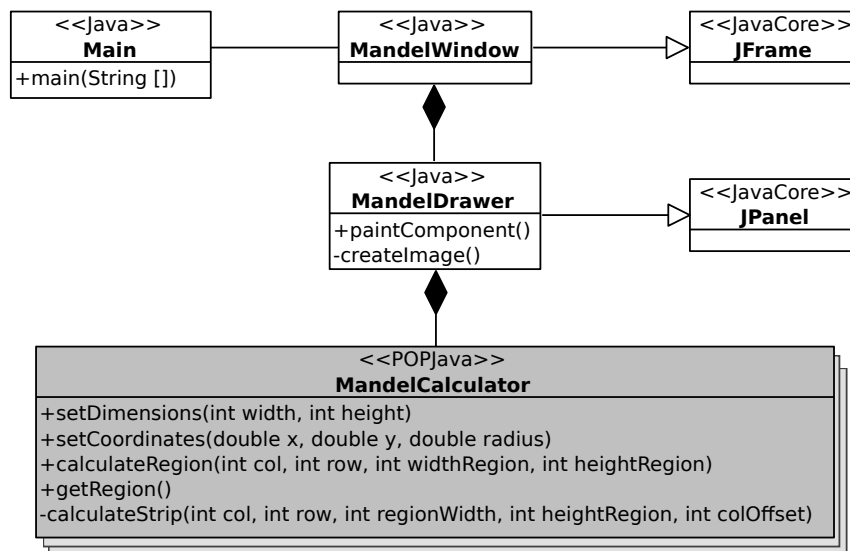 <<Java>>
Main
+main(String [])
<<Java>>
MandelWindow
<<JavaCore>>
JFrame
<<Java>>
MandelDrawer
+paintComponent()
-createImage()
<<JavaCore>>
JPanel
<<POPJava>>
MandelCalculator
+setDimensions(int width, int height)
+setCoordinates(double x, double y, double radius)
+calculateRegion(int col, int row, int widthRegion, int heightRegion)
+getRegion()
-calculateStrip(int col, int row, int regionWidth, int heightRegion, int colOffset)